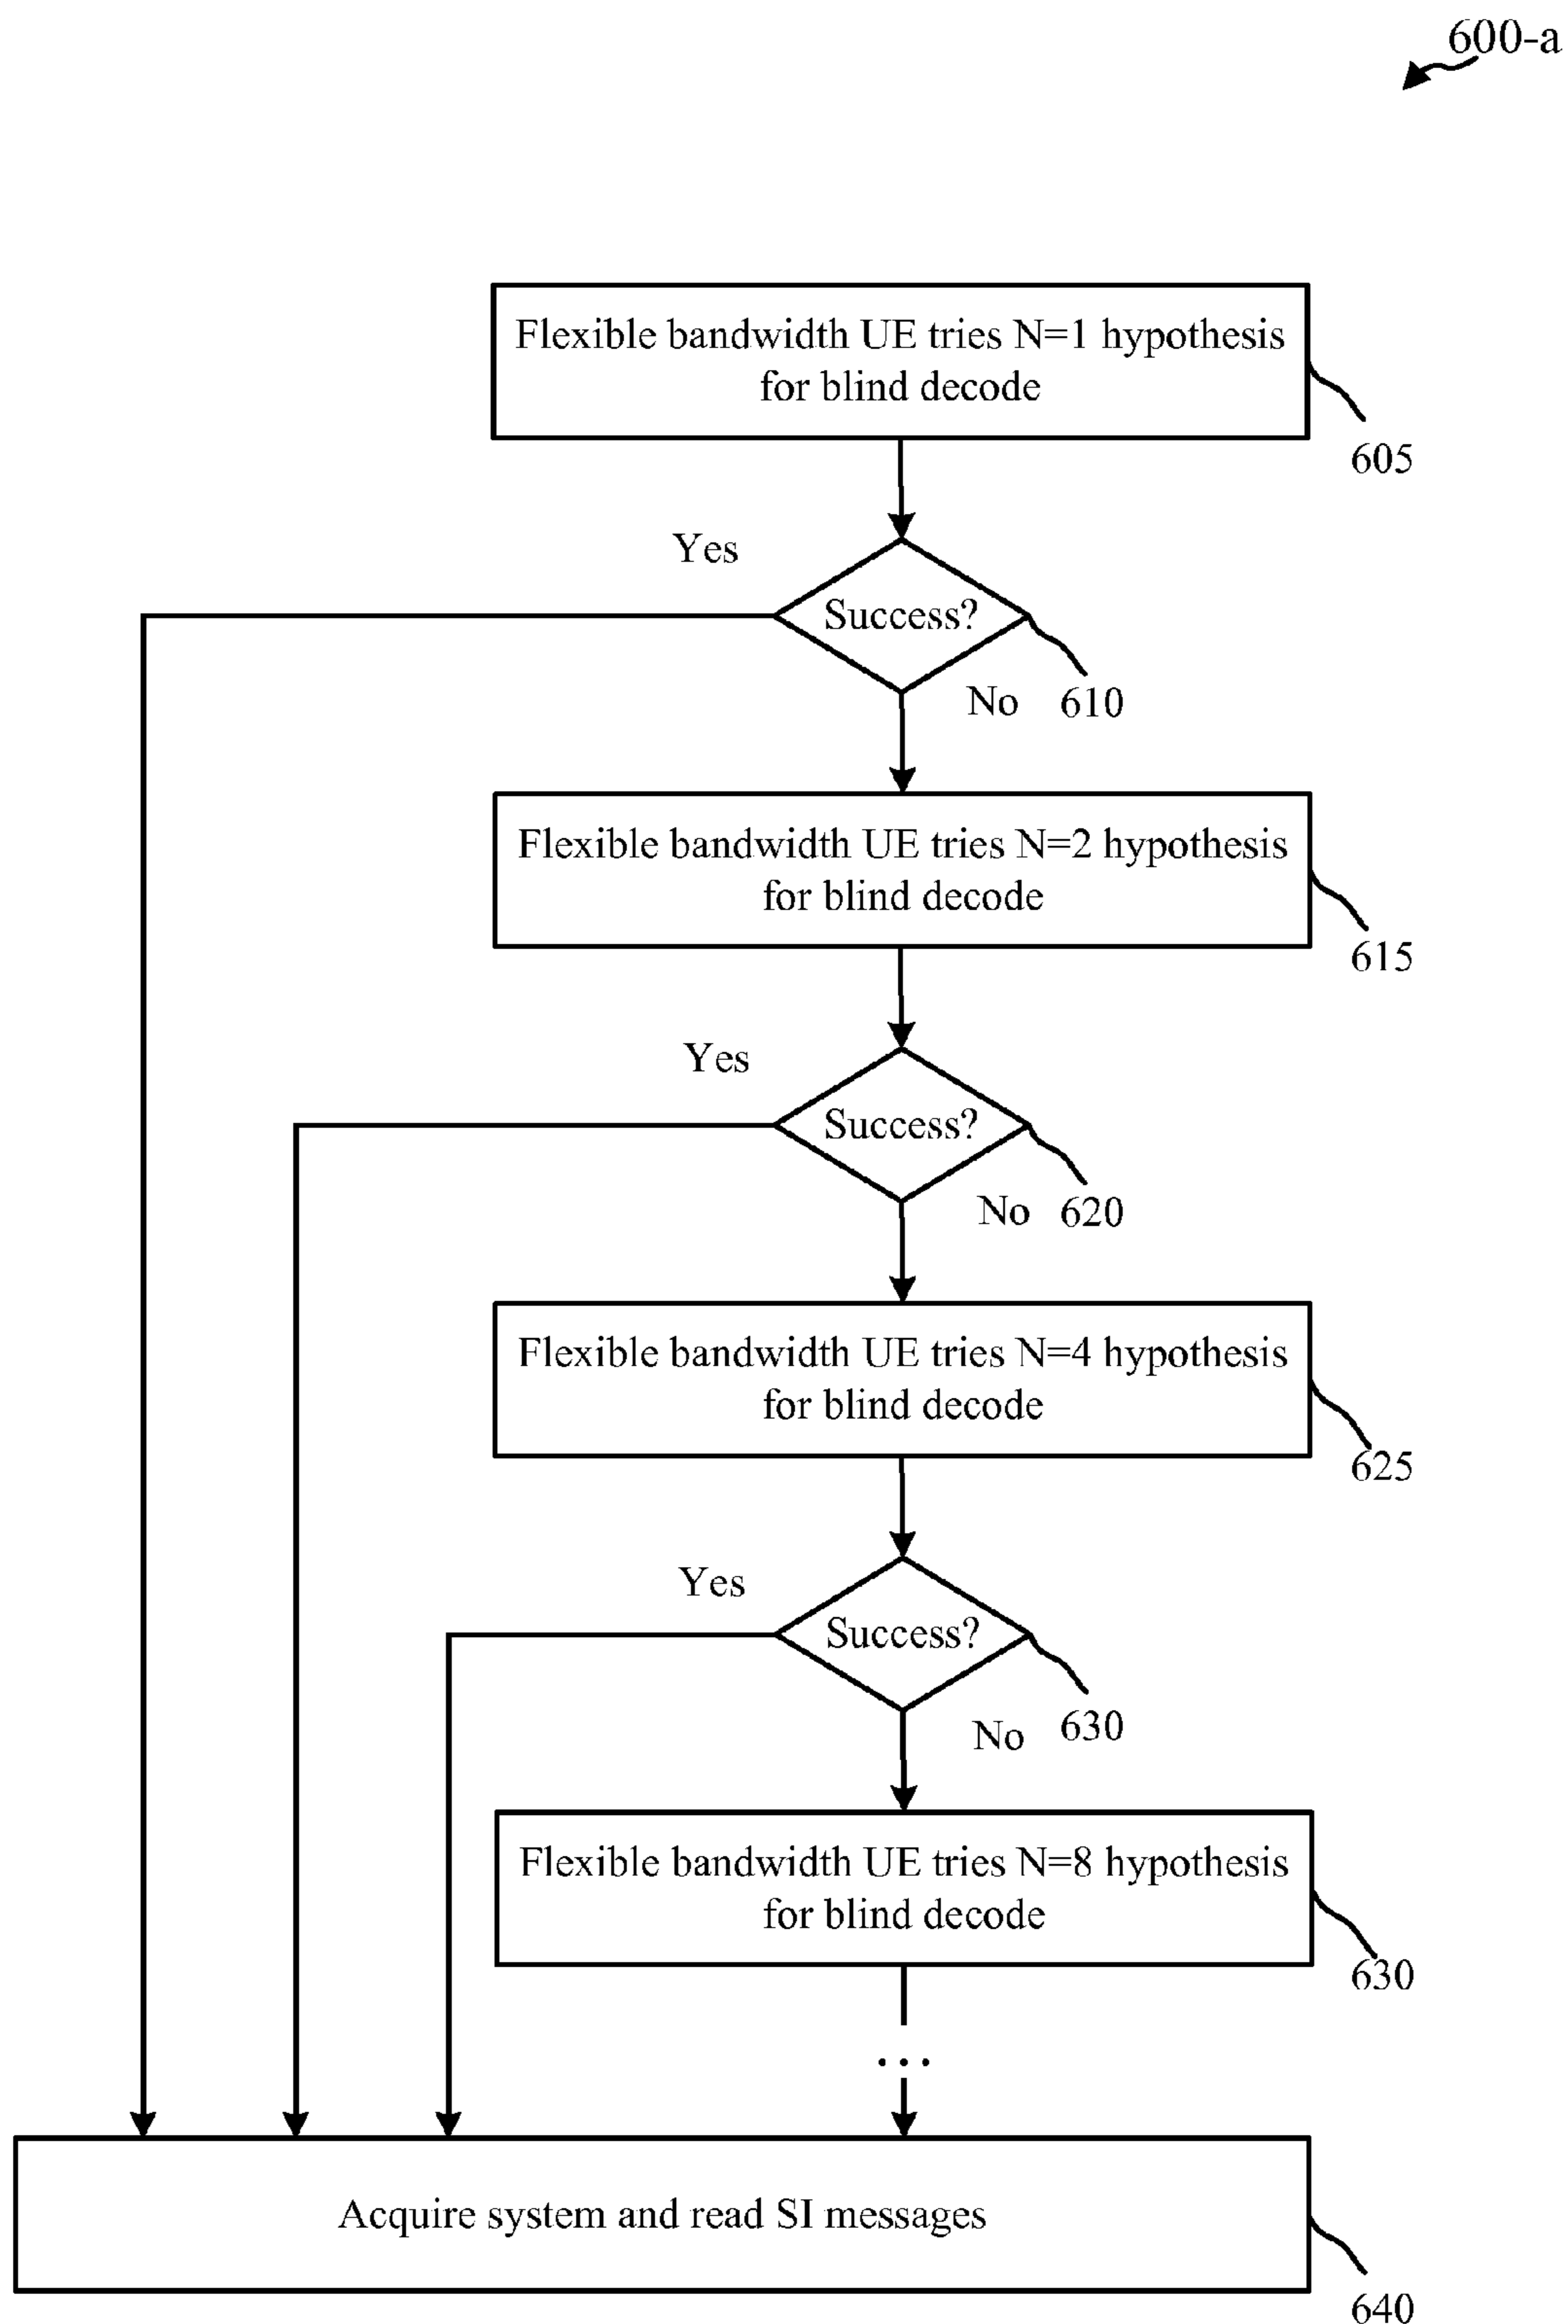 600-a
Flexible bandwidth UE tries N=1 hypothesis
for blind decode
605
Yes
Success?
No
610
Flexible bandwidth UE tries N=2 hypothesis
for blind decode
615
Yes
Success?
No
620
Flexible bandwidth UE tries N=4 hypothesis
for blind decode
625
Yes
Success?
No
630
Flexible bandwidth UE tries N=8 hypothesis
for blind decode
630
...
Acquire system and read SI messages
640